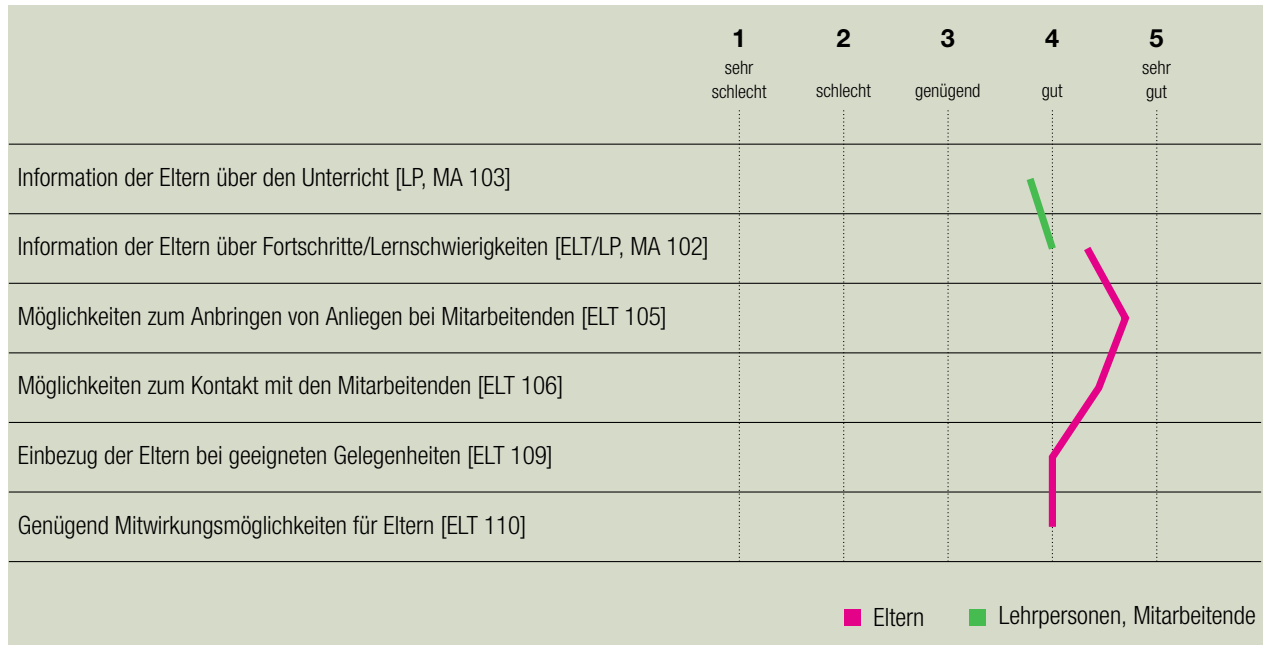 1 2 3 4 5
sehr schlecht schlecht genügend gut sehr gut
Information der Eltern über den Unterricht [LP, MA 103]
Information der Eltern über Fortschritte/Lernschwierigkeiten [ELT/LP, MA 102]
Möglichkeiten zum Anbringen von Anliegen bei Mitarbeitenden [ELT 105]
Möglichkeiten zum Kontakt mit den Mitarbeitenden [ELT 106]
Einbezug der Eltern bei geeigneten Gelegenheiten [ELT 109]
Genügend Mitwirkungsmöglichkeiten für Eltern [ELT 110]
Eltern Lehrpersonen, Mitarbeitende